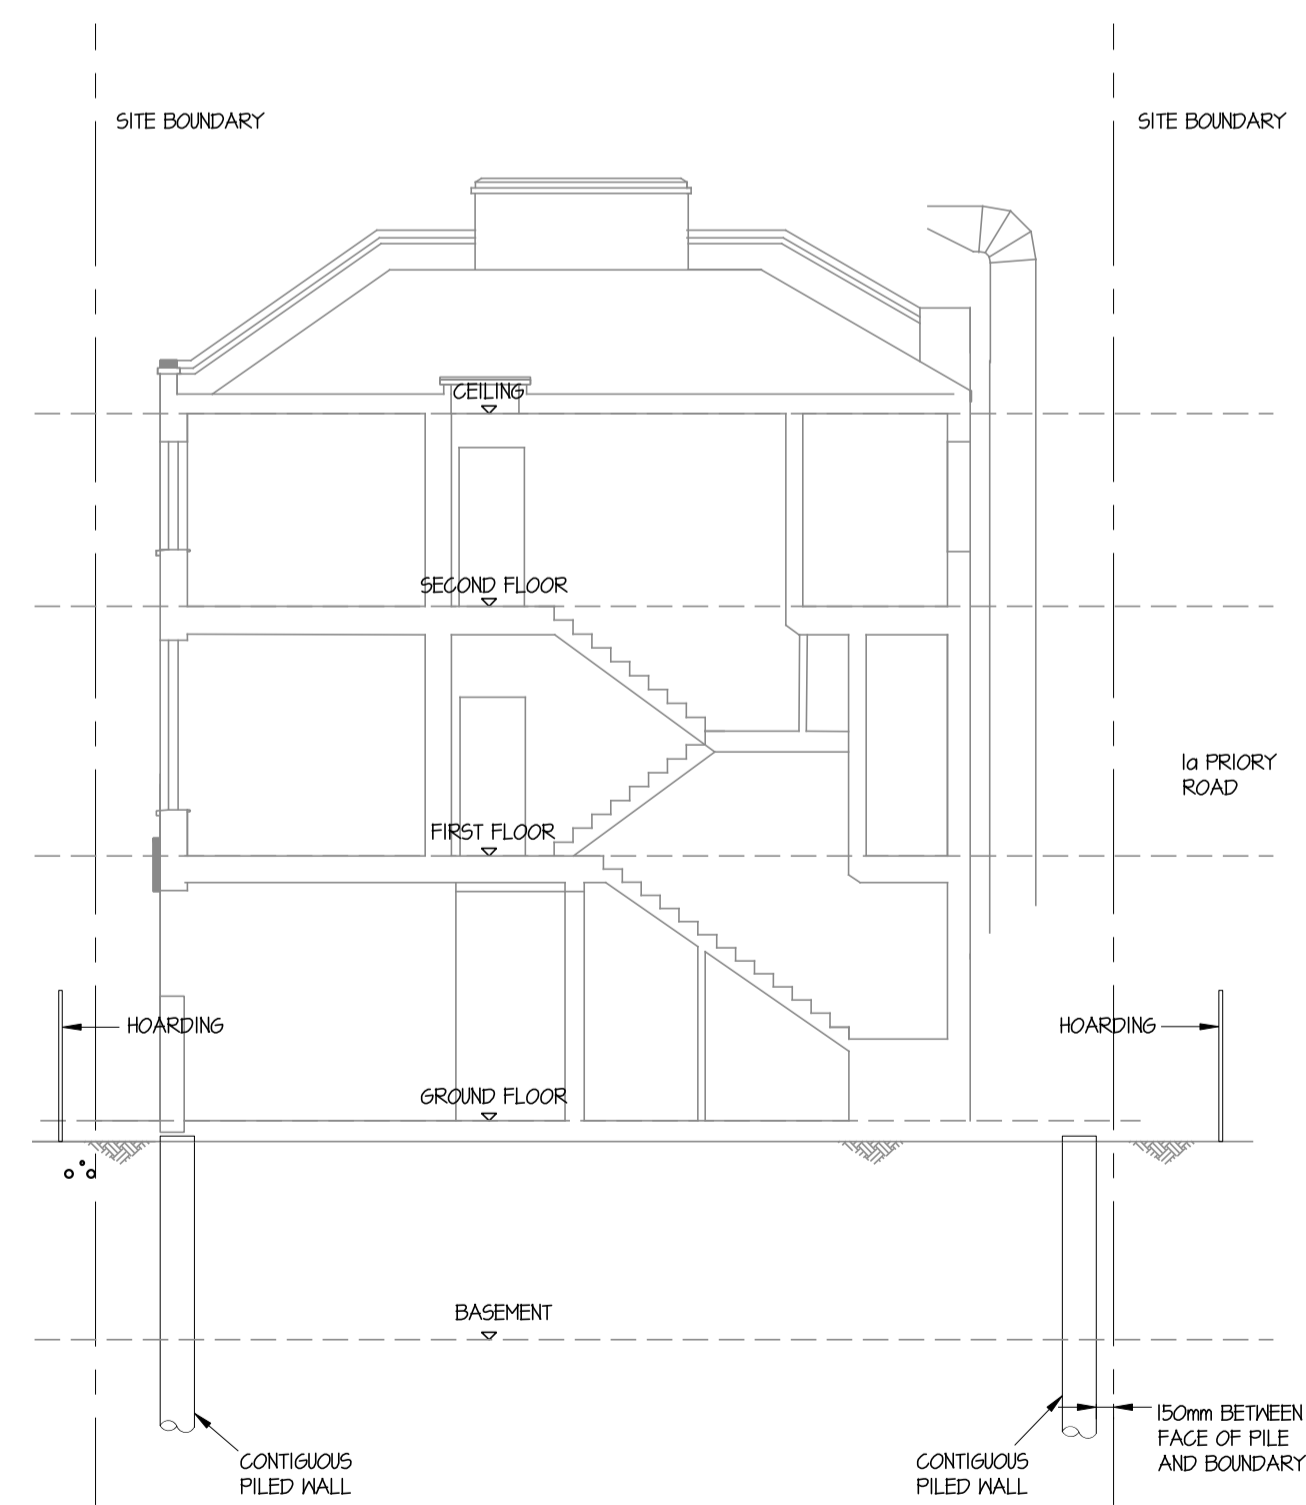 SITE BOUNDARY
SITE BOUNDARY
CEILING
SECOND FLOOR
1a PRIORY
ROAD
FIRST FLOOR
HOARDING
HOARDING
GROUND FLOOR
BASEMENT
150mm BETWEEN
FACE OF PILE
AND BOUNDARY
CONTIGUOUS
PILED WALL
CONTIGUOUS
PILED WALL